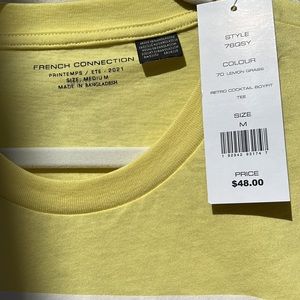 FRENCH CONNECTION
PRINTEMPS / ETE - 2021
SIZE: MEDIUM
MADE IN BANGLADESH
STYLE
78QSY
COLOUR
70 LEMON GRASS
RETRO COCKTAIL BOYFIT
TEE
SIZE
M
PRICE
$48.00